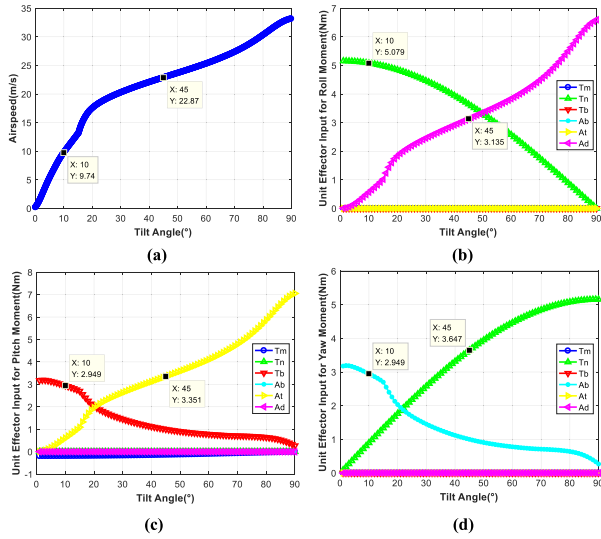 35
30
25
20
15
10
5
0
0 10 20 30 40 50 60 70 80 90
Airspeed(m/s)
Tilt Angle(°)
X: 10
Y: 9.74
X: 45
Y: 22.87
(a)
7
6
5
4
3
2
1
0
0 10 20 30 40 50 60 70 80 90
Unit Effector Input for Roll Moment(Nm)
Tilt Angle(°)
X: 10
Y: 5.079
X: 45
Y: 3.135
Tm
Tn
Tb
Ab
At
Ad
(b)
8
7
6
5
4
3
2
1
0
-1
0 10 20 30 40 50 60 70 80 90
Unit Effector Input for Pitch Moment(Nm)
Tilt Angle(°)
X: 10
Y: 2.949
X: 45
Y: 3.351
Tm
Tn
Tb
Ab
At
Ad
(c)
6
5
4
3
2
1
0
0 10 20 30 40 50 60 70 80 90
Unit Effector Input for Yaw Moment(Nm)
Tilt Angle(°)
X: 45
Y: 3.647
X: 10
Y: 2.949
Tm
Tn
Tb
Ab
At
Ad
(d)